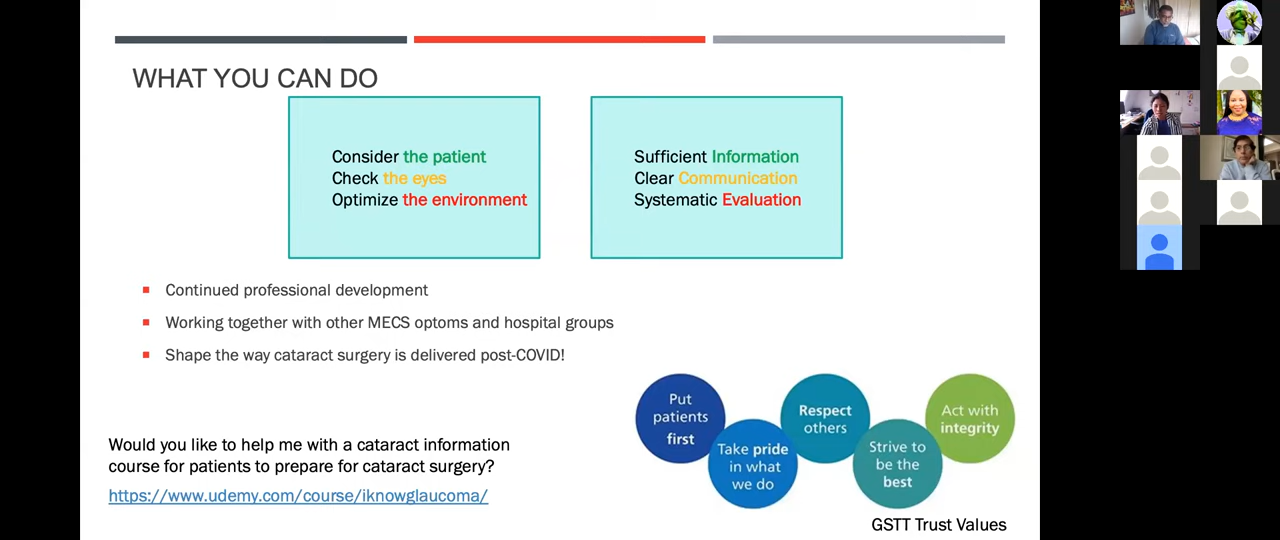 WHAT YOU CAN DO
Consider the patient
Check the eyes
Optimize the environment
Sufficient Information
Clear Communication
Systematic Evaluation
Continued professional development
Working together with other MECS optoms and hospital groups
Shape the way cataract surgery is delivered post-COVID!
Would you like to help me with a cataract information
course for patients to prepare for cataract surgery?
https://www.udemy.com/course/iknowglaucoma/
Put
patients
first
Take pride
in what
we do
Respect
others
Strive to
be the
best
Act with
integrity
GSTT Trust Values